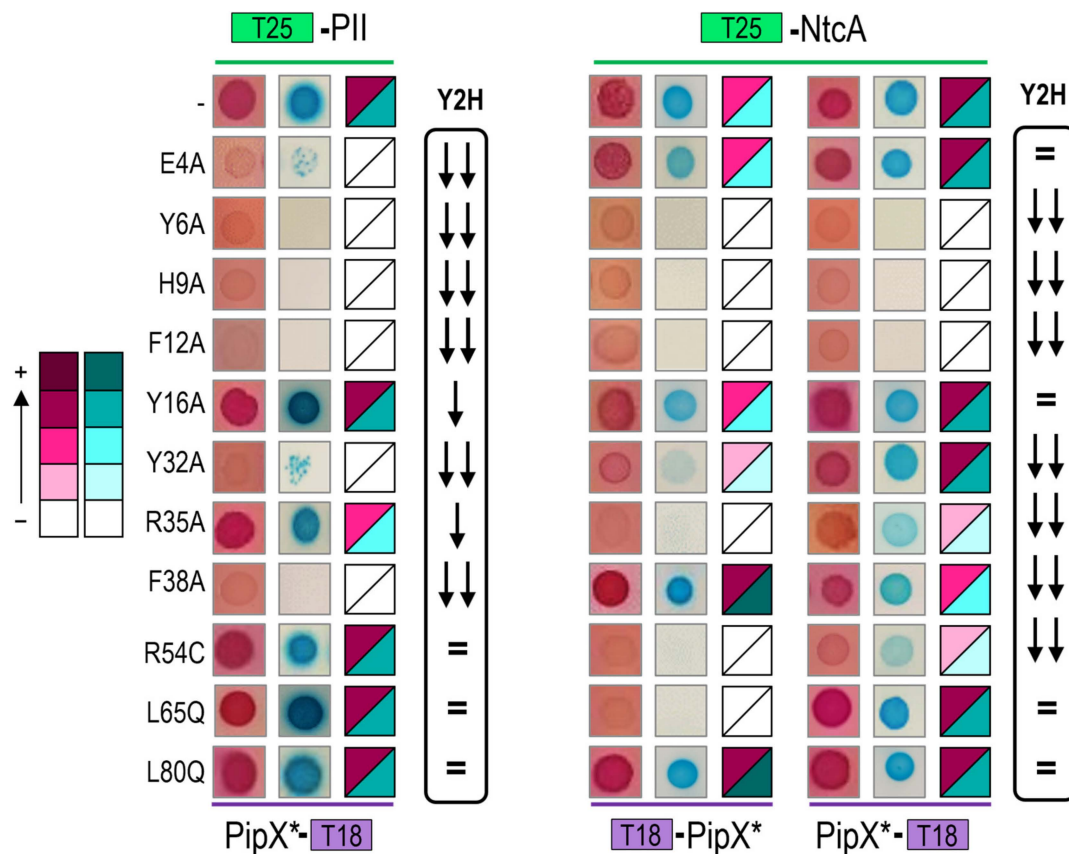 T25 -PII
T25 -NtcA
Y2H
Y2H
-
E4A
=
Y6A
H9A
F12A
+
Y16A
=
Y32A
−
R35A
F38A
R54C
=
L65Q
=
=
L80Q
=
=
PipX*- T18
T18 -PipX*
PipX*- T18